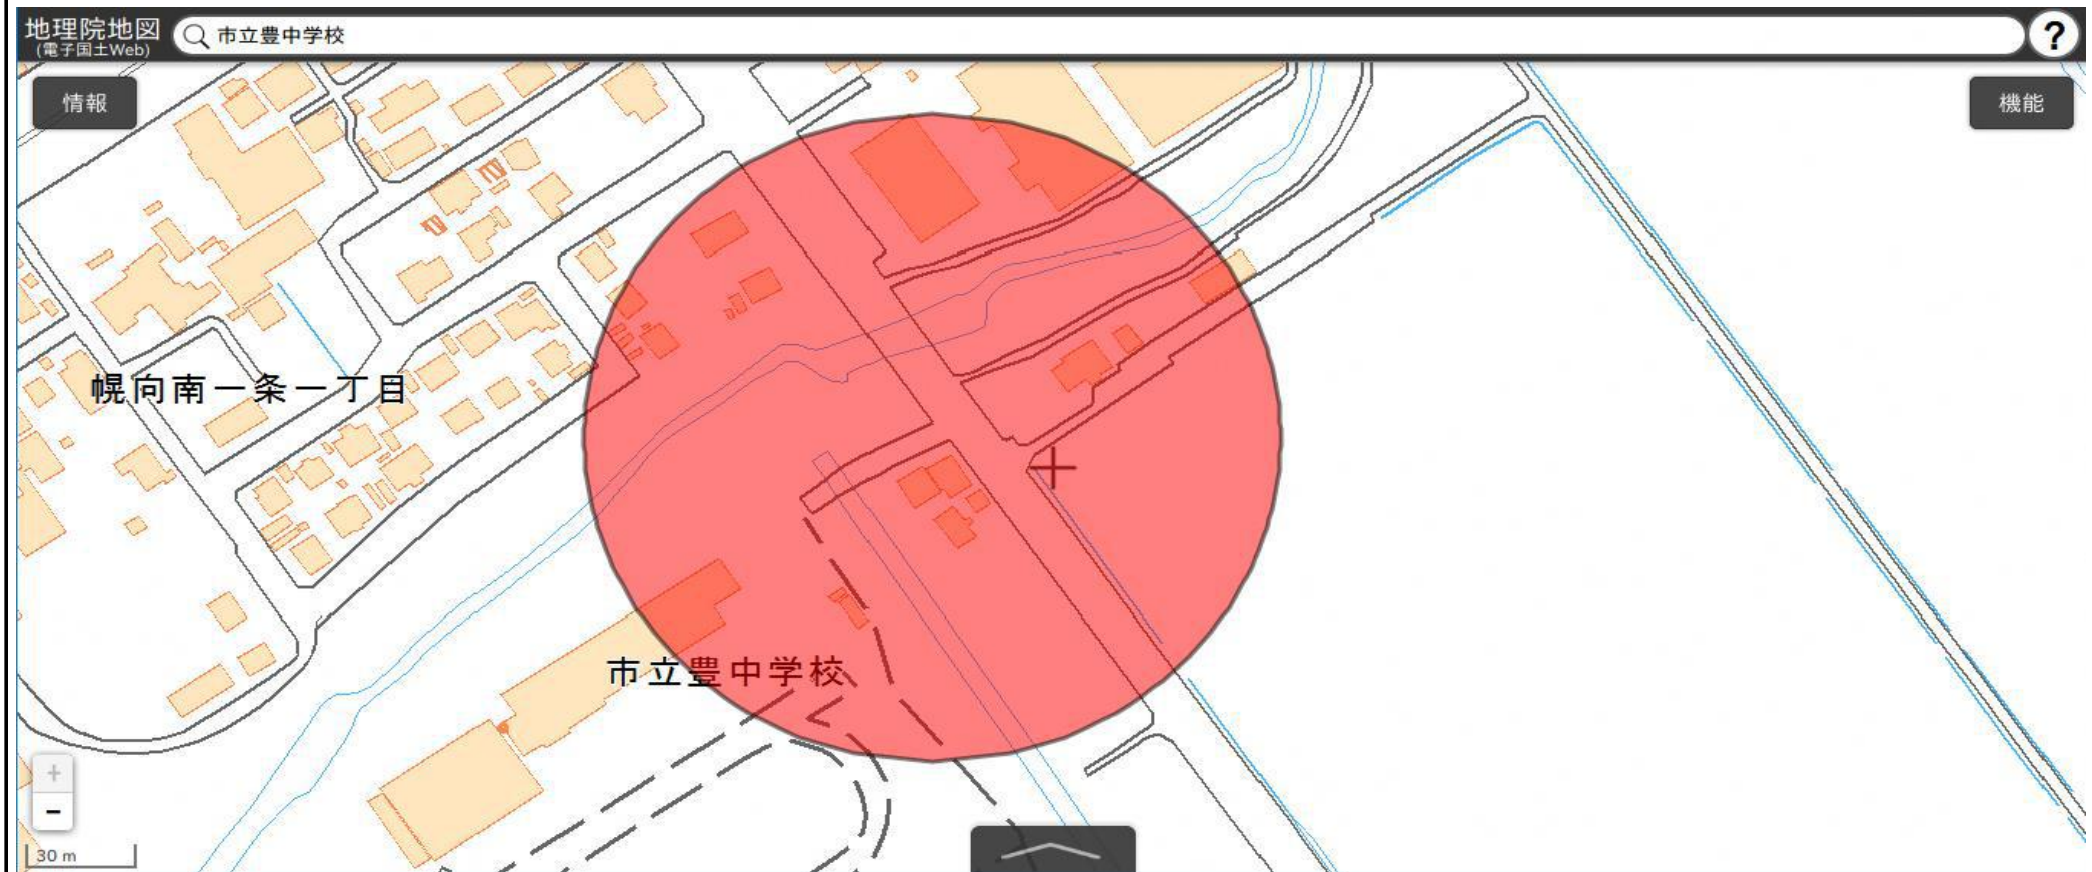 地理院地図
(電子国土Web)
市立豊中学校
?
情報
機能
幌向南一条一丁目
市立豊中学校
+
-
30 m